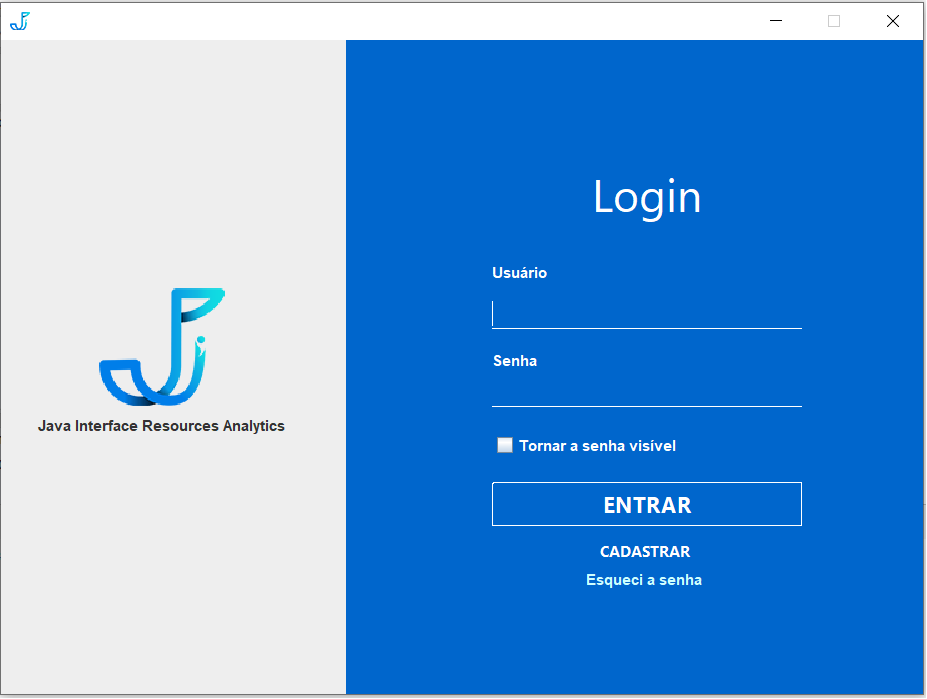 Login
Usuário
Senha
Tornar a senha visível
ENTRAR
CADASTRAR
Esqueci a senha
Java Interface Resources Analytics